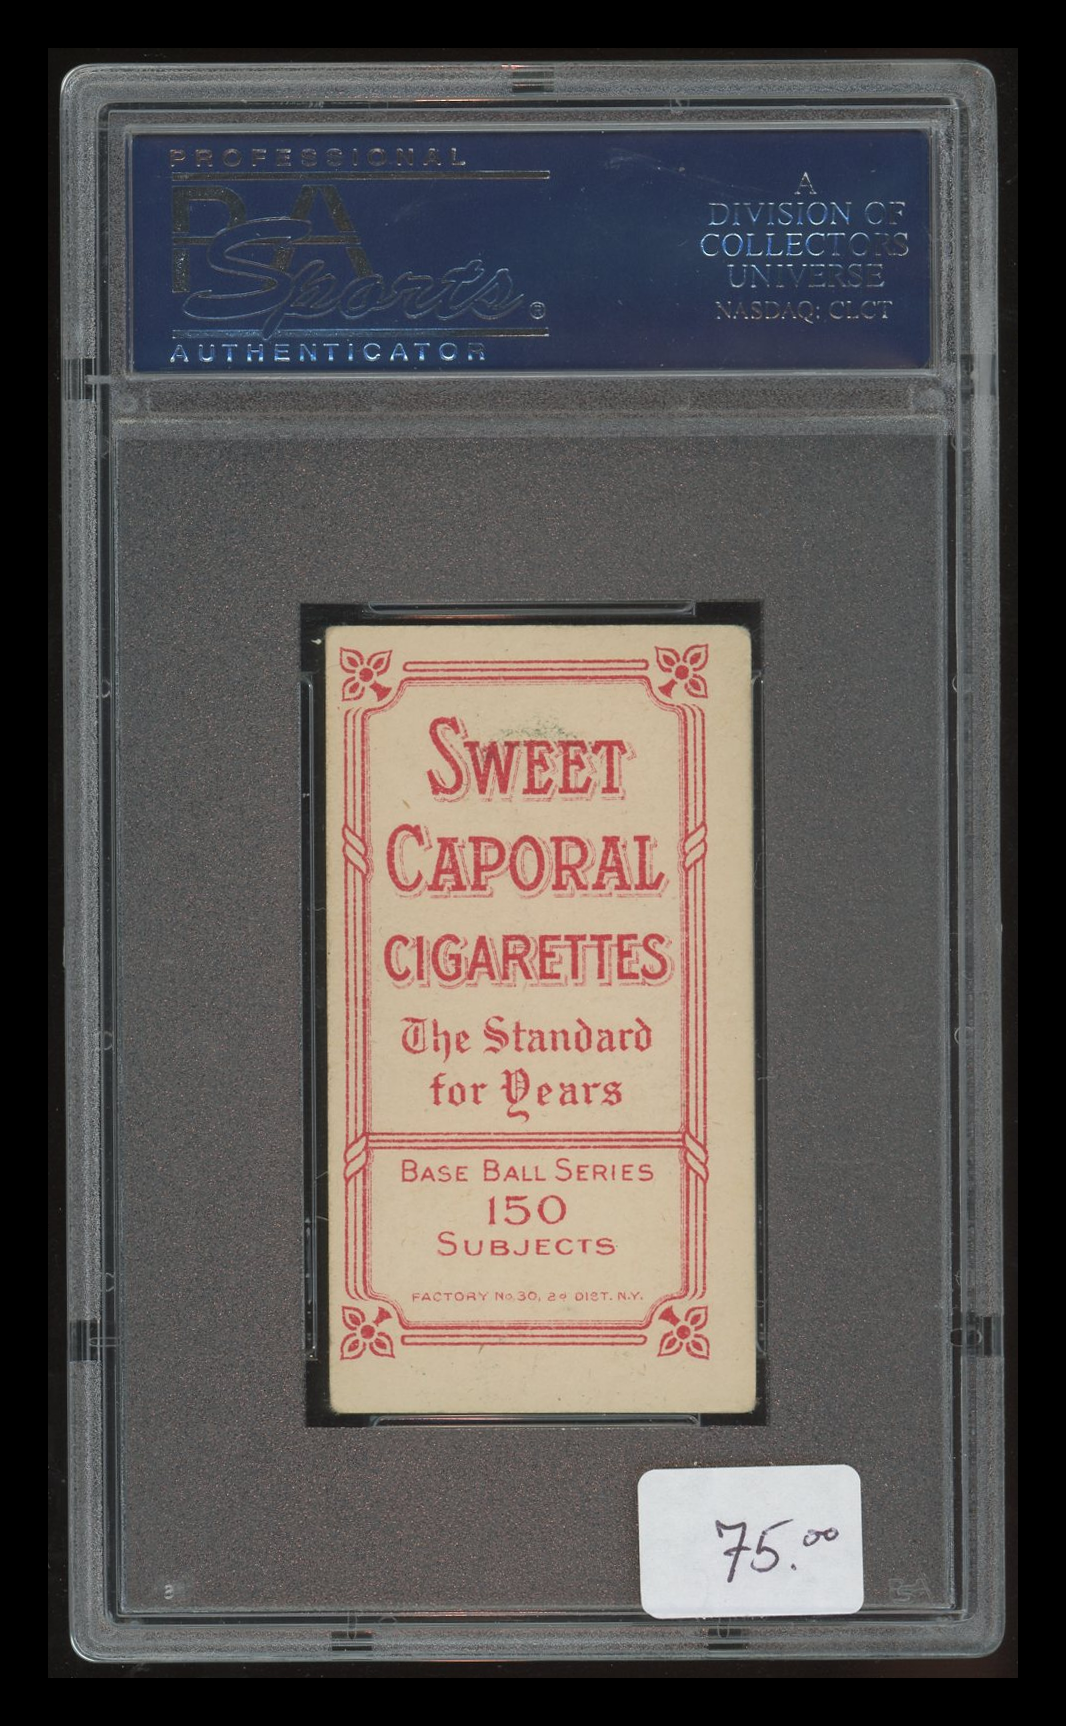 PROFESSIONAL
PSA
Sports®
AUTHENTICATOR
A
DIVISION OF
COLLECTORS
UNIVERSE
NASDAQ: CLCT
SWEET
CAPORAL
CIGARETTES
The Standard
for Years
BASE BALL SERIES
150
SUBJECTS
FACTORY No. 30, 2d DIST. N.Y.
75.00
PSA